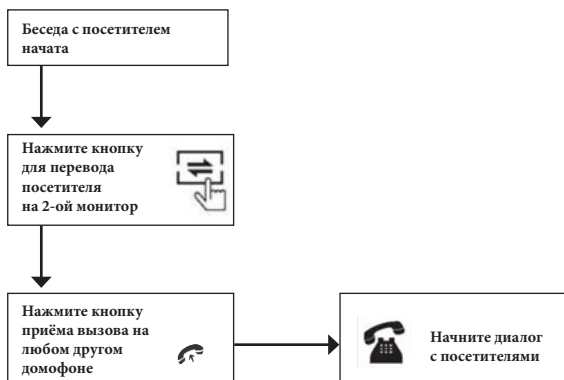 Беседа с посетителем
начата
Нажмите кнопку
для перевода
посетителя
на 2-ой монитор
Нажмите кнопку
приёма вызова на
любом другом
домофоне
Начните диалог
с посетителями